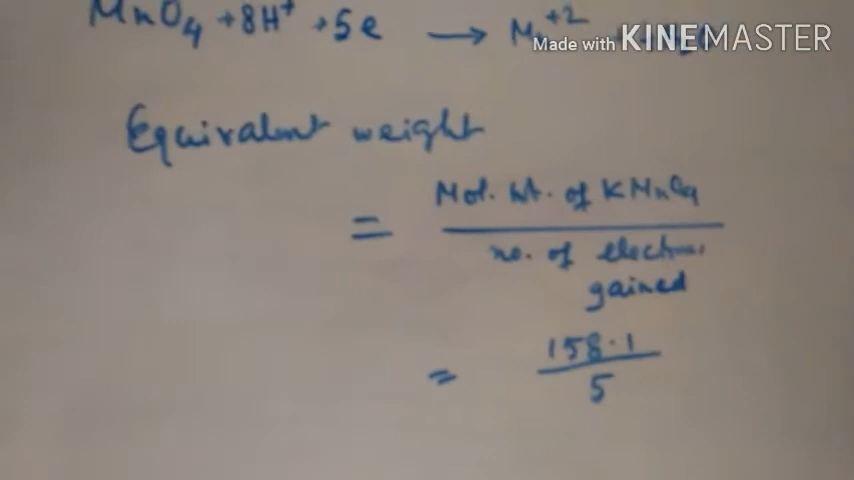 MnO4 + 8H+ + 5e → M +2
Made with KINEMASTER
Equivalent weight
= Mol. wt. of KMnO4
no. of electrons
gained
= 158.1
5